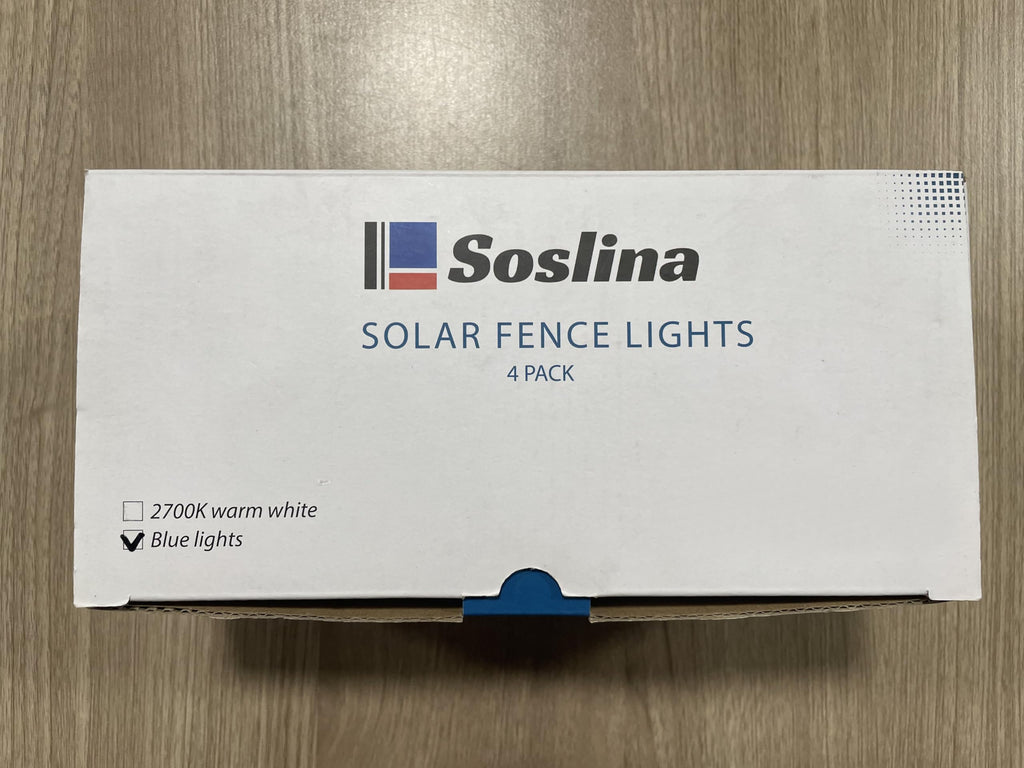 Soslina
SOLAR FENCE LIGHTS
4 PACK
2700K warm white
Blue lights